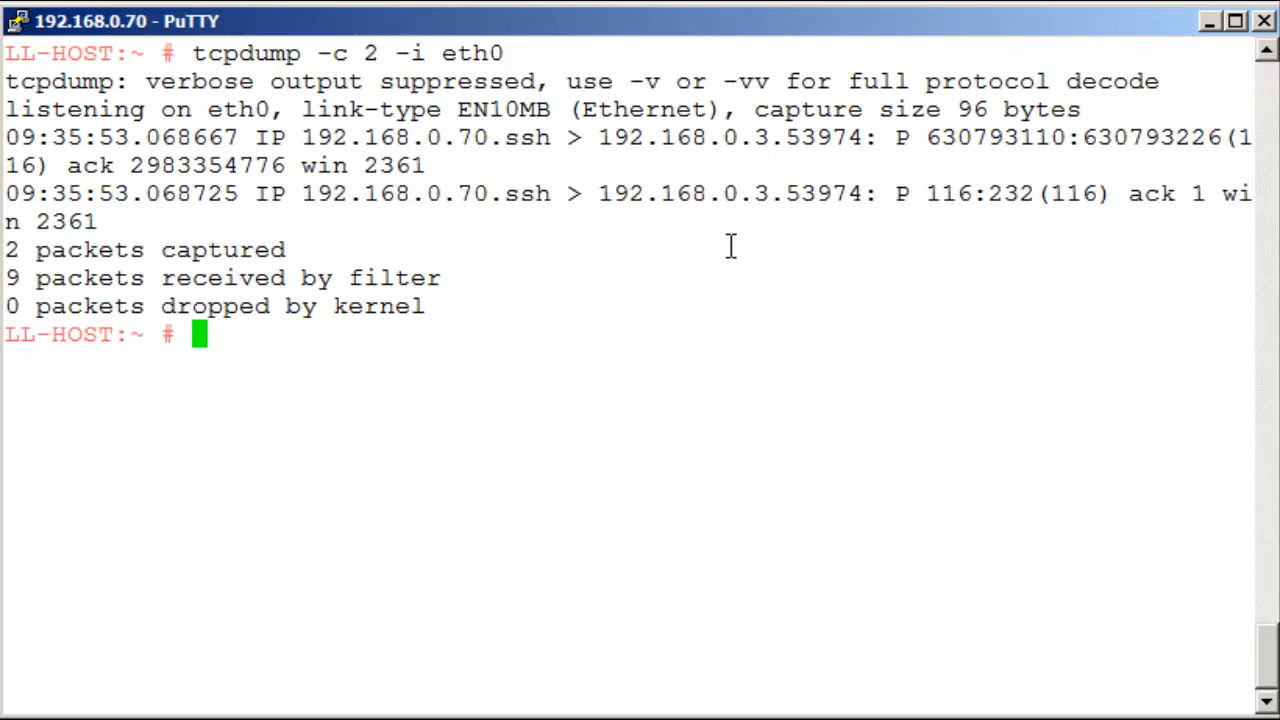 192.168.0.70 - PuTTY
LL-HOST:~ # tcpdump -c 2 -i eth0
tcpdump: verbose output suppressed, use -v or -vv for full protocol decode
listening on eth0, link-type EN10MB (Ethernet), capture size 96 bytes
09:35:53.068667 IP 192.168.0.70.ssh > 192.168.0.3.53974: P 630793110:630793226(1
16) ack 2983354776 win 2361
09:35:53.068725 IP 192.168.0.70.ssh > 192.168.0.3.53974: P 116:232(116) ack 1 wi
n 2361
2 packets captured
9 packets received by filter
0 packets dropped by kernel
LL-HOST:~ #